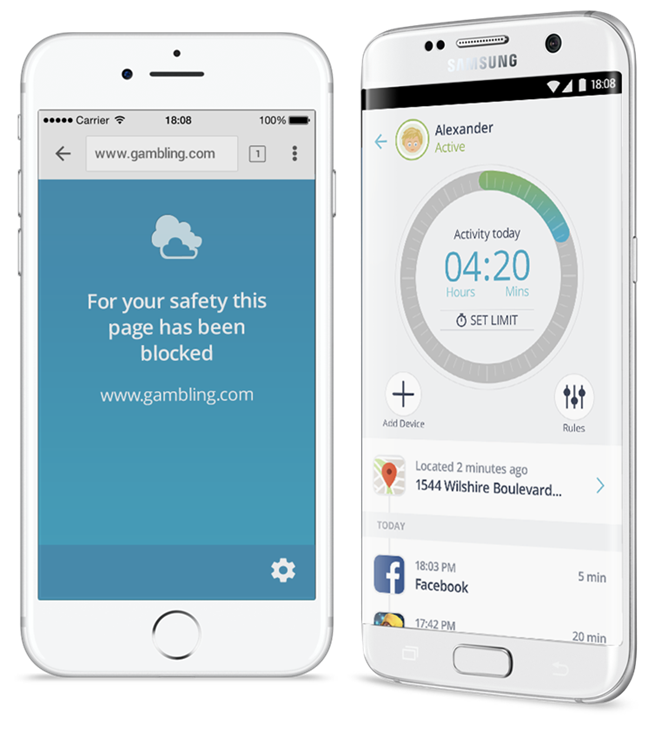 Carrier
18:08
100%
www.gambling.com
1
For your safety this
page has been
blocked
www.gambling.com
SAMSUNG
18:08
Alexander
Active
Activity today
04:20
Hours Mins
SET LIMIT
Add Device
Rules
Located 2 minutes ago
1544 Wilshire Boulevard...
TODAY
18:03 PM
Facebook
5 min
17:42 PM
20 min